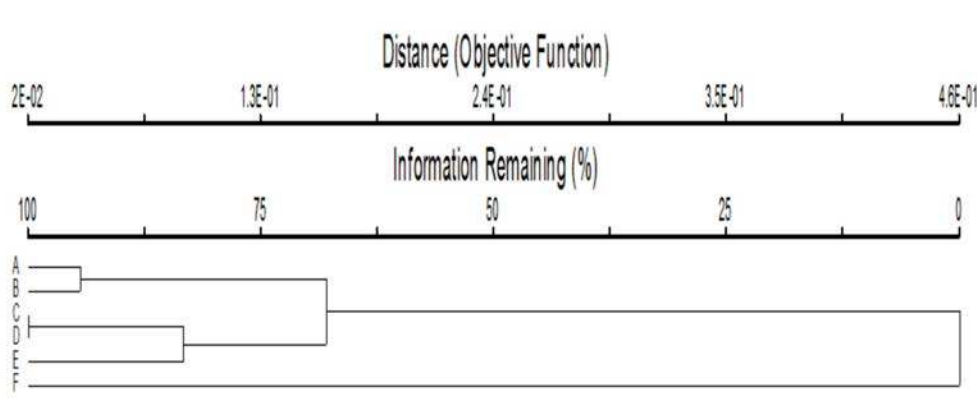 Distance (Objective Function)
2E-02 1.3E-01 2.4E-01 3.5E-01 4.6E-01
Information Remaining (%)
100 75 50 25 0
A
B
C
D
E
F